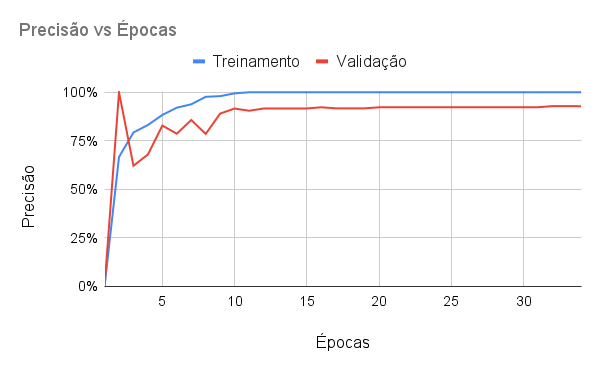 Precisão vs Épocas
Treinamento Validação
100%
75%
50%
25%
0%
Precisão
5 10 15 20 25 30
Épocas